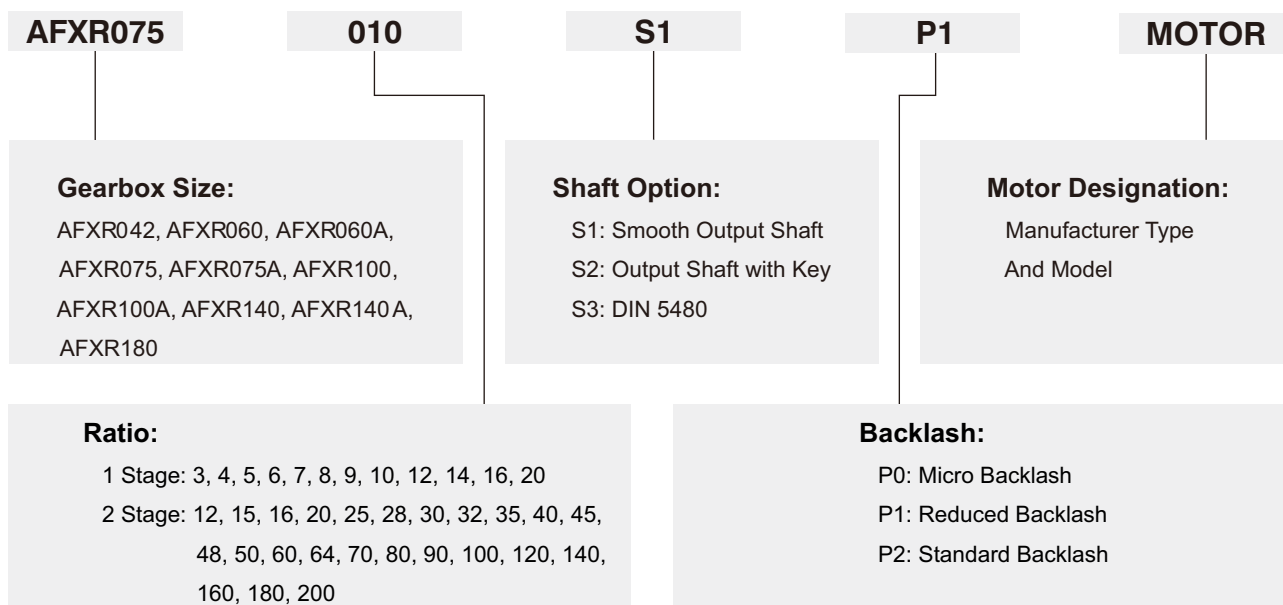 AFXR075 010 S1 P1 MOTOR
Gearbox Size:
AFXR042, AFXR060, AFXR060A,
AFXR075, AFXR075A, AFXR100,
AFXR100A, AFXR140, AFXR140A,
AFXR180
Shaft Option:
S1: Smooth Output Shaft
S2: Output Shaft with Key
S3: DIN 5480
Motor Designation:
Manufacturer Type
And Model
Ratio:
1 Stage: 3, 4, 5, 6, 7, 8, 9, 10, 12, 14, 16, 20
2 Stage: 12, 15, 16, 20, 25, 28, 30, 32, 35, 40, 45,
48, 50, 60, 64, 70, 80, 90, 100, 120, 140,
160, 180, 200
Backlash:
P0: Micro Backlash
P1: Reduced Backlash
P2: Standard Backlash